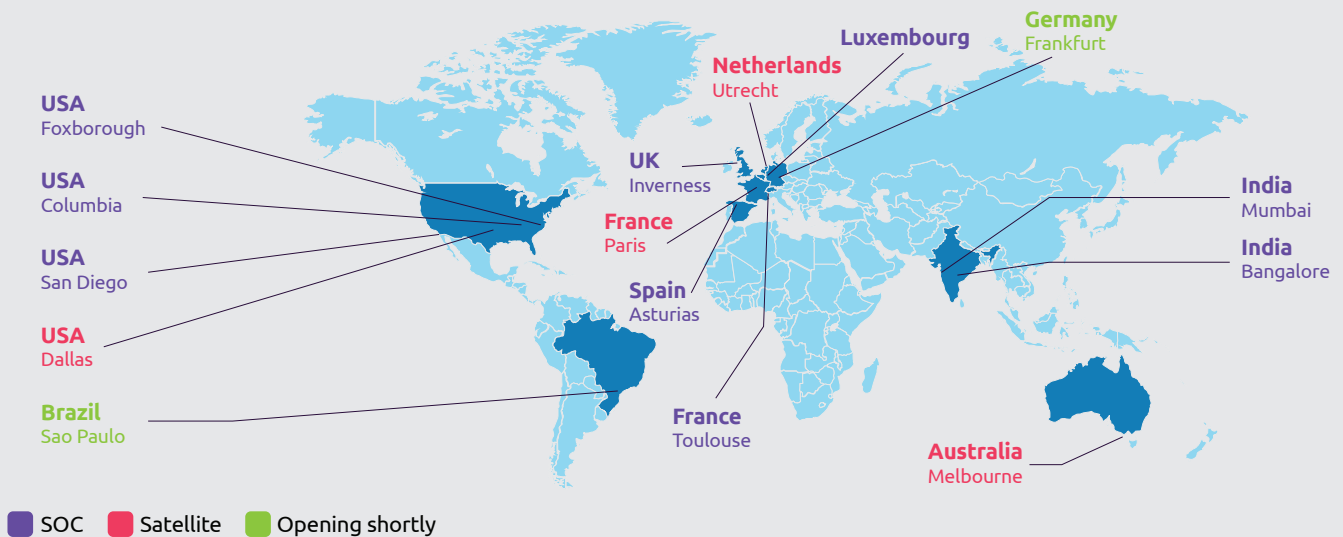 USA
Foxborough
USA
Columbia
USA
San Diego
USA
Dallas
Brazil
Sao Paulo
UK
Inverness
France
Paris
Spain
Asturias
France
Toulouse
Netherlands
Utrecht
Luxembourg
Germany
Frankfurt
India
Mumbai
India
Bangalore
Australia
Melbourne
SOC Satellite Opening shortly